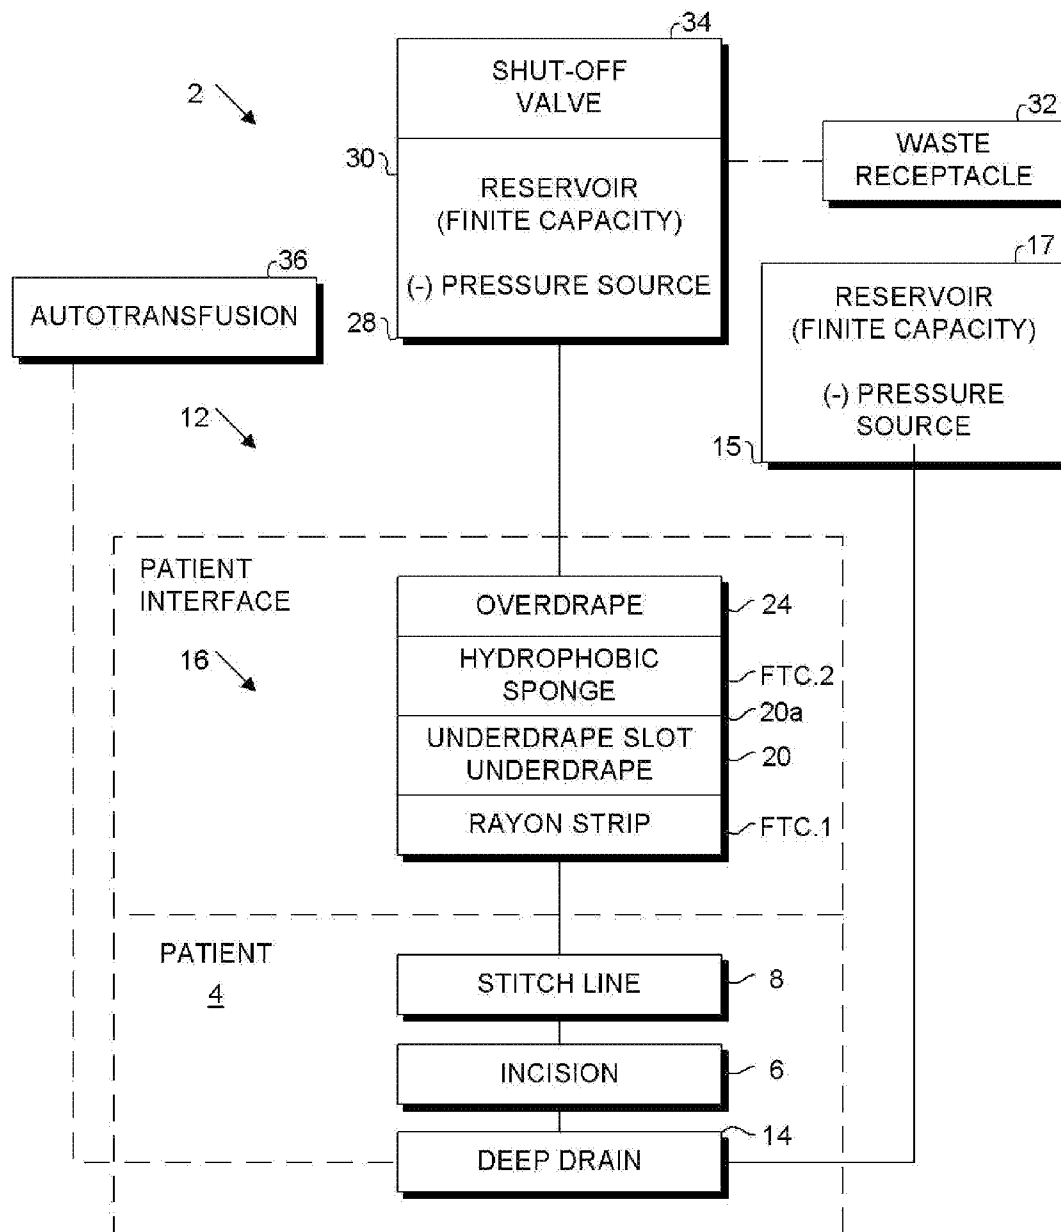 34
SHUT-OFF
VALVE
2
32
WASTE
RECEPTACLE
30
RESERVOIR
(FINITE CAPACITY)
(-) PRESSURE SOURCE
28
36
AUTOTRANSFUSION
17
RESERVOIR
(FINITE CAPACITY)
(-) PRESSURE
SOURCE
15
12
PATIENT
INTERFACE
16
OVERDRAPE
24
HYDROPHOBIC
SPONGE
FTC.2
20a
UNDERDRAPE SLOT
UNDERDRAPE
20
RAYON STRIP
FTC.1
PATIENT
4
STITCH LINE
8
INCISION
6
14
DEEP DRAIN